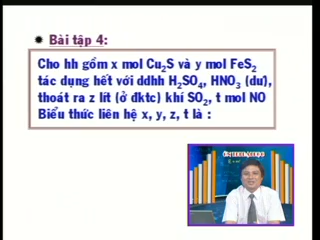 Bài tập 4:
Cho hh gồm x mol Cu₂S và y mol FeS₂
tác dụng hết với ddhh H₂SO₄, HNO₃ (dư),
thoát ra z lít (ở đktc) khí SO₂, t mol NO
Biểu thức liên hệ x, y, z, t là :